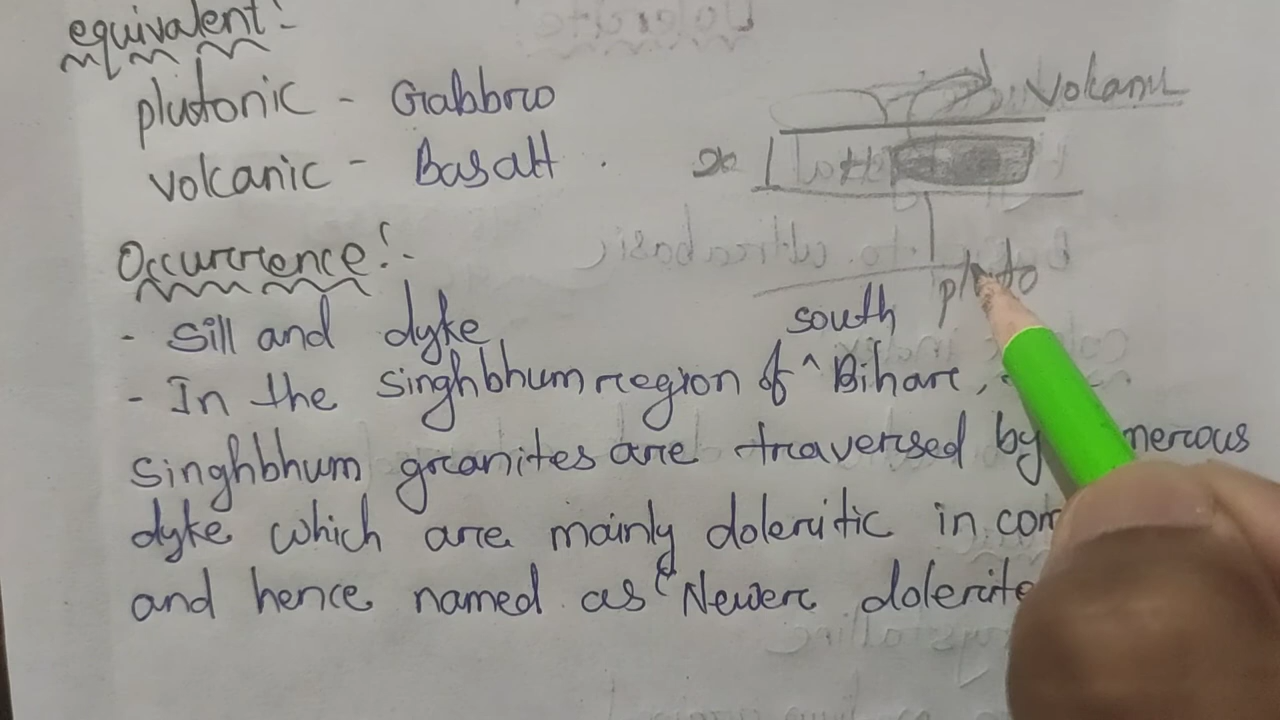 equivalent:-
plutonic - Gabbro
volcanic - Basalt .
volcanu
pluto
Occurrence:-
- Sill and dyke
south
- In the singhbhum region of ^ Bihar,
singhbhum granites are traversed by
dyke which are mainly doleritic in
and hence named as "Newer dolerite